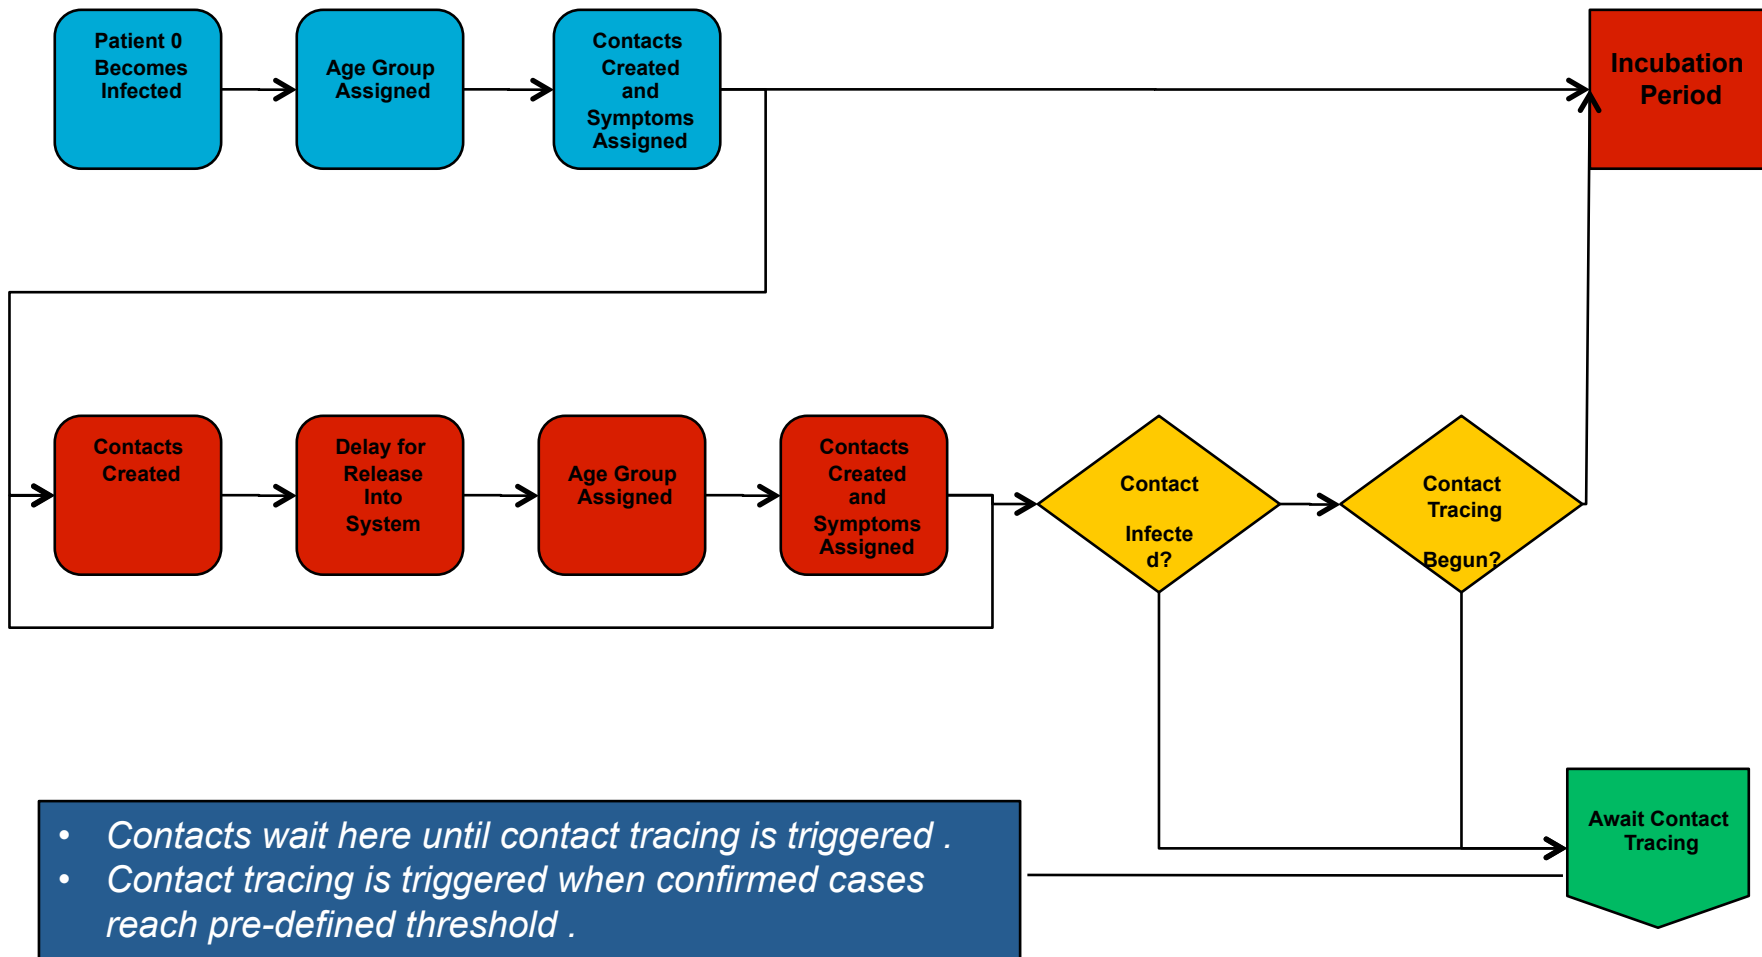 Patient 0
Becomes
Infected
Age Group
Assigned
Contacts
Created
and
Symptoms
Assigned
Incubation
Period
Contacts
Created
Delay for
Release
Into
System
Age Group
Assigned
Contacts
Created
and
Symptoms
Assigned
Contact
Infecte
d?
Contact
Tracing
Begun?
• Contacts wait here until contact tracing is triggered .
• Contact tracing is triggered when confirmed cases
reach pre-defined threshold .
Await Contact
Tracing